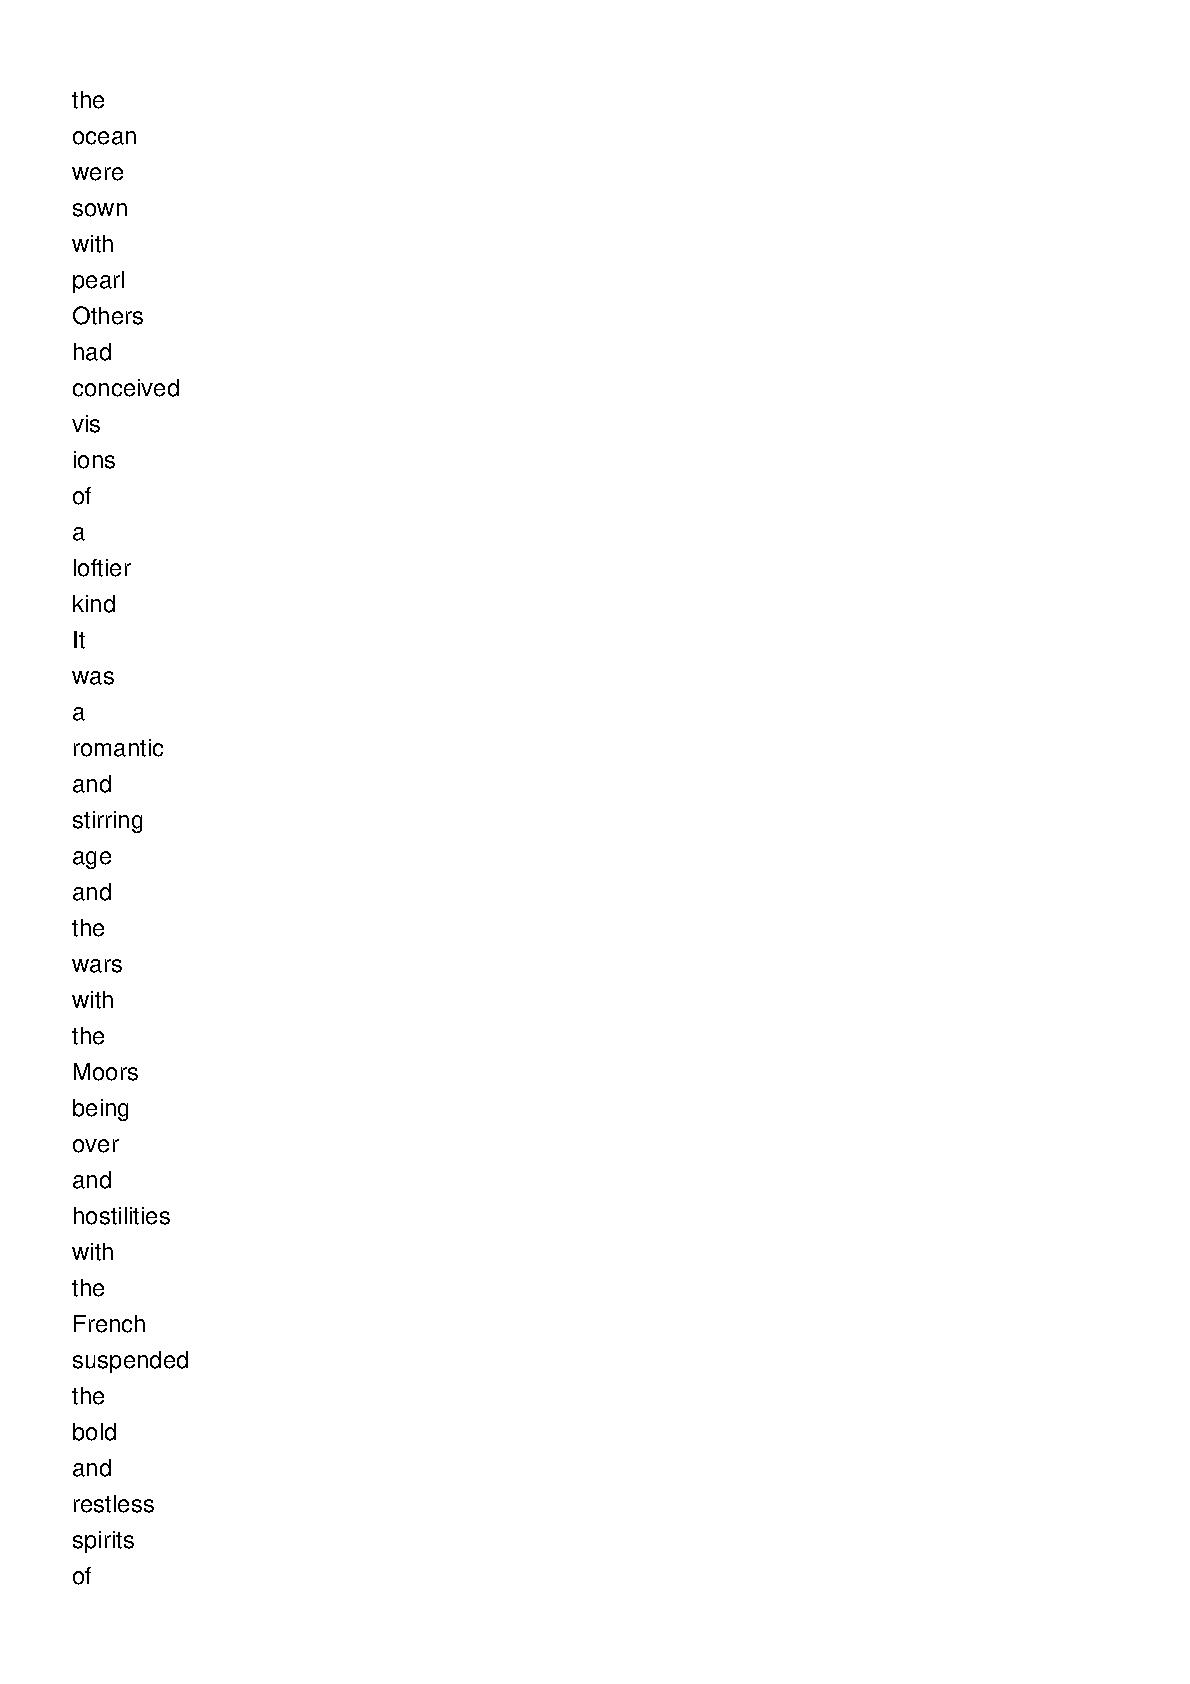 the
ocean
were
sown
with
pearl
Others
had
conceived
vis
ions
of
a
loftier
kind
It
was
a
romantic
and
stirring
age
and
the
wars
with
the
Moors
being
over
and
hostilities
with
the
French
suspended
the
bold
and
restless
spirits
of